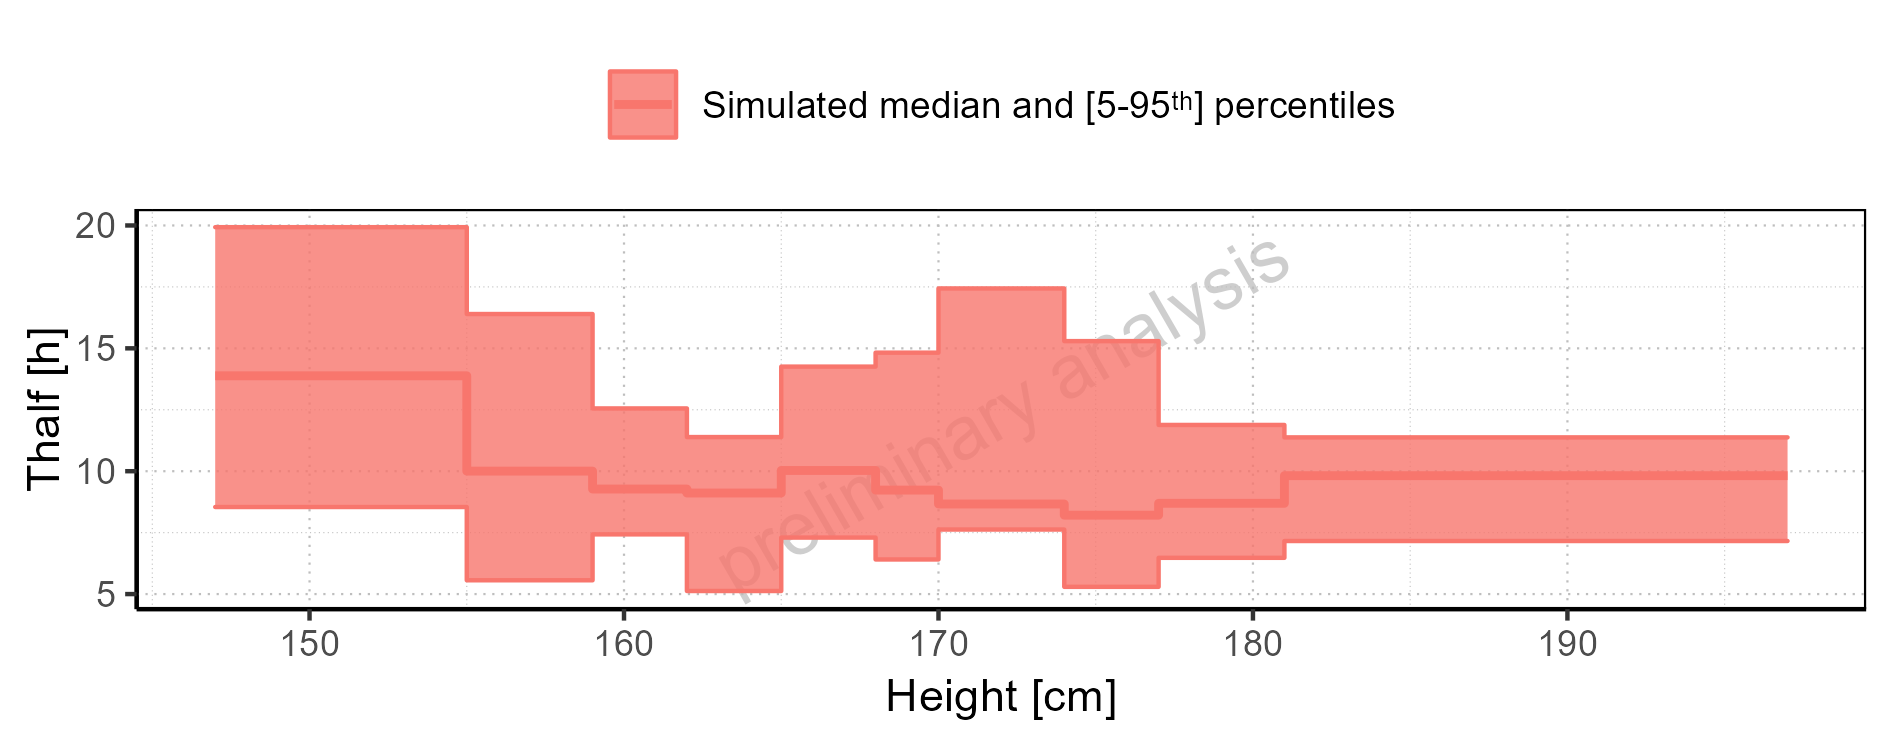 Simulated median and [5-95th] percentiles
preliminary analysis
Thalf [h]
20
15
10
5
150 160 170 180 190
Height [cm]